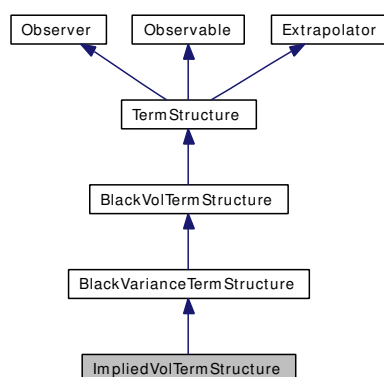 Observer Observable Extrapolator
TermStructure
BlackVolTermStructure
BlackVarianceTermStructure
ImpliedVolTermStructure